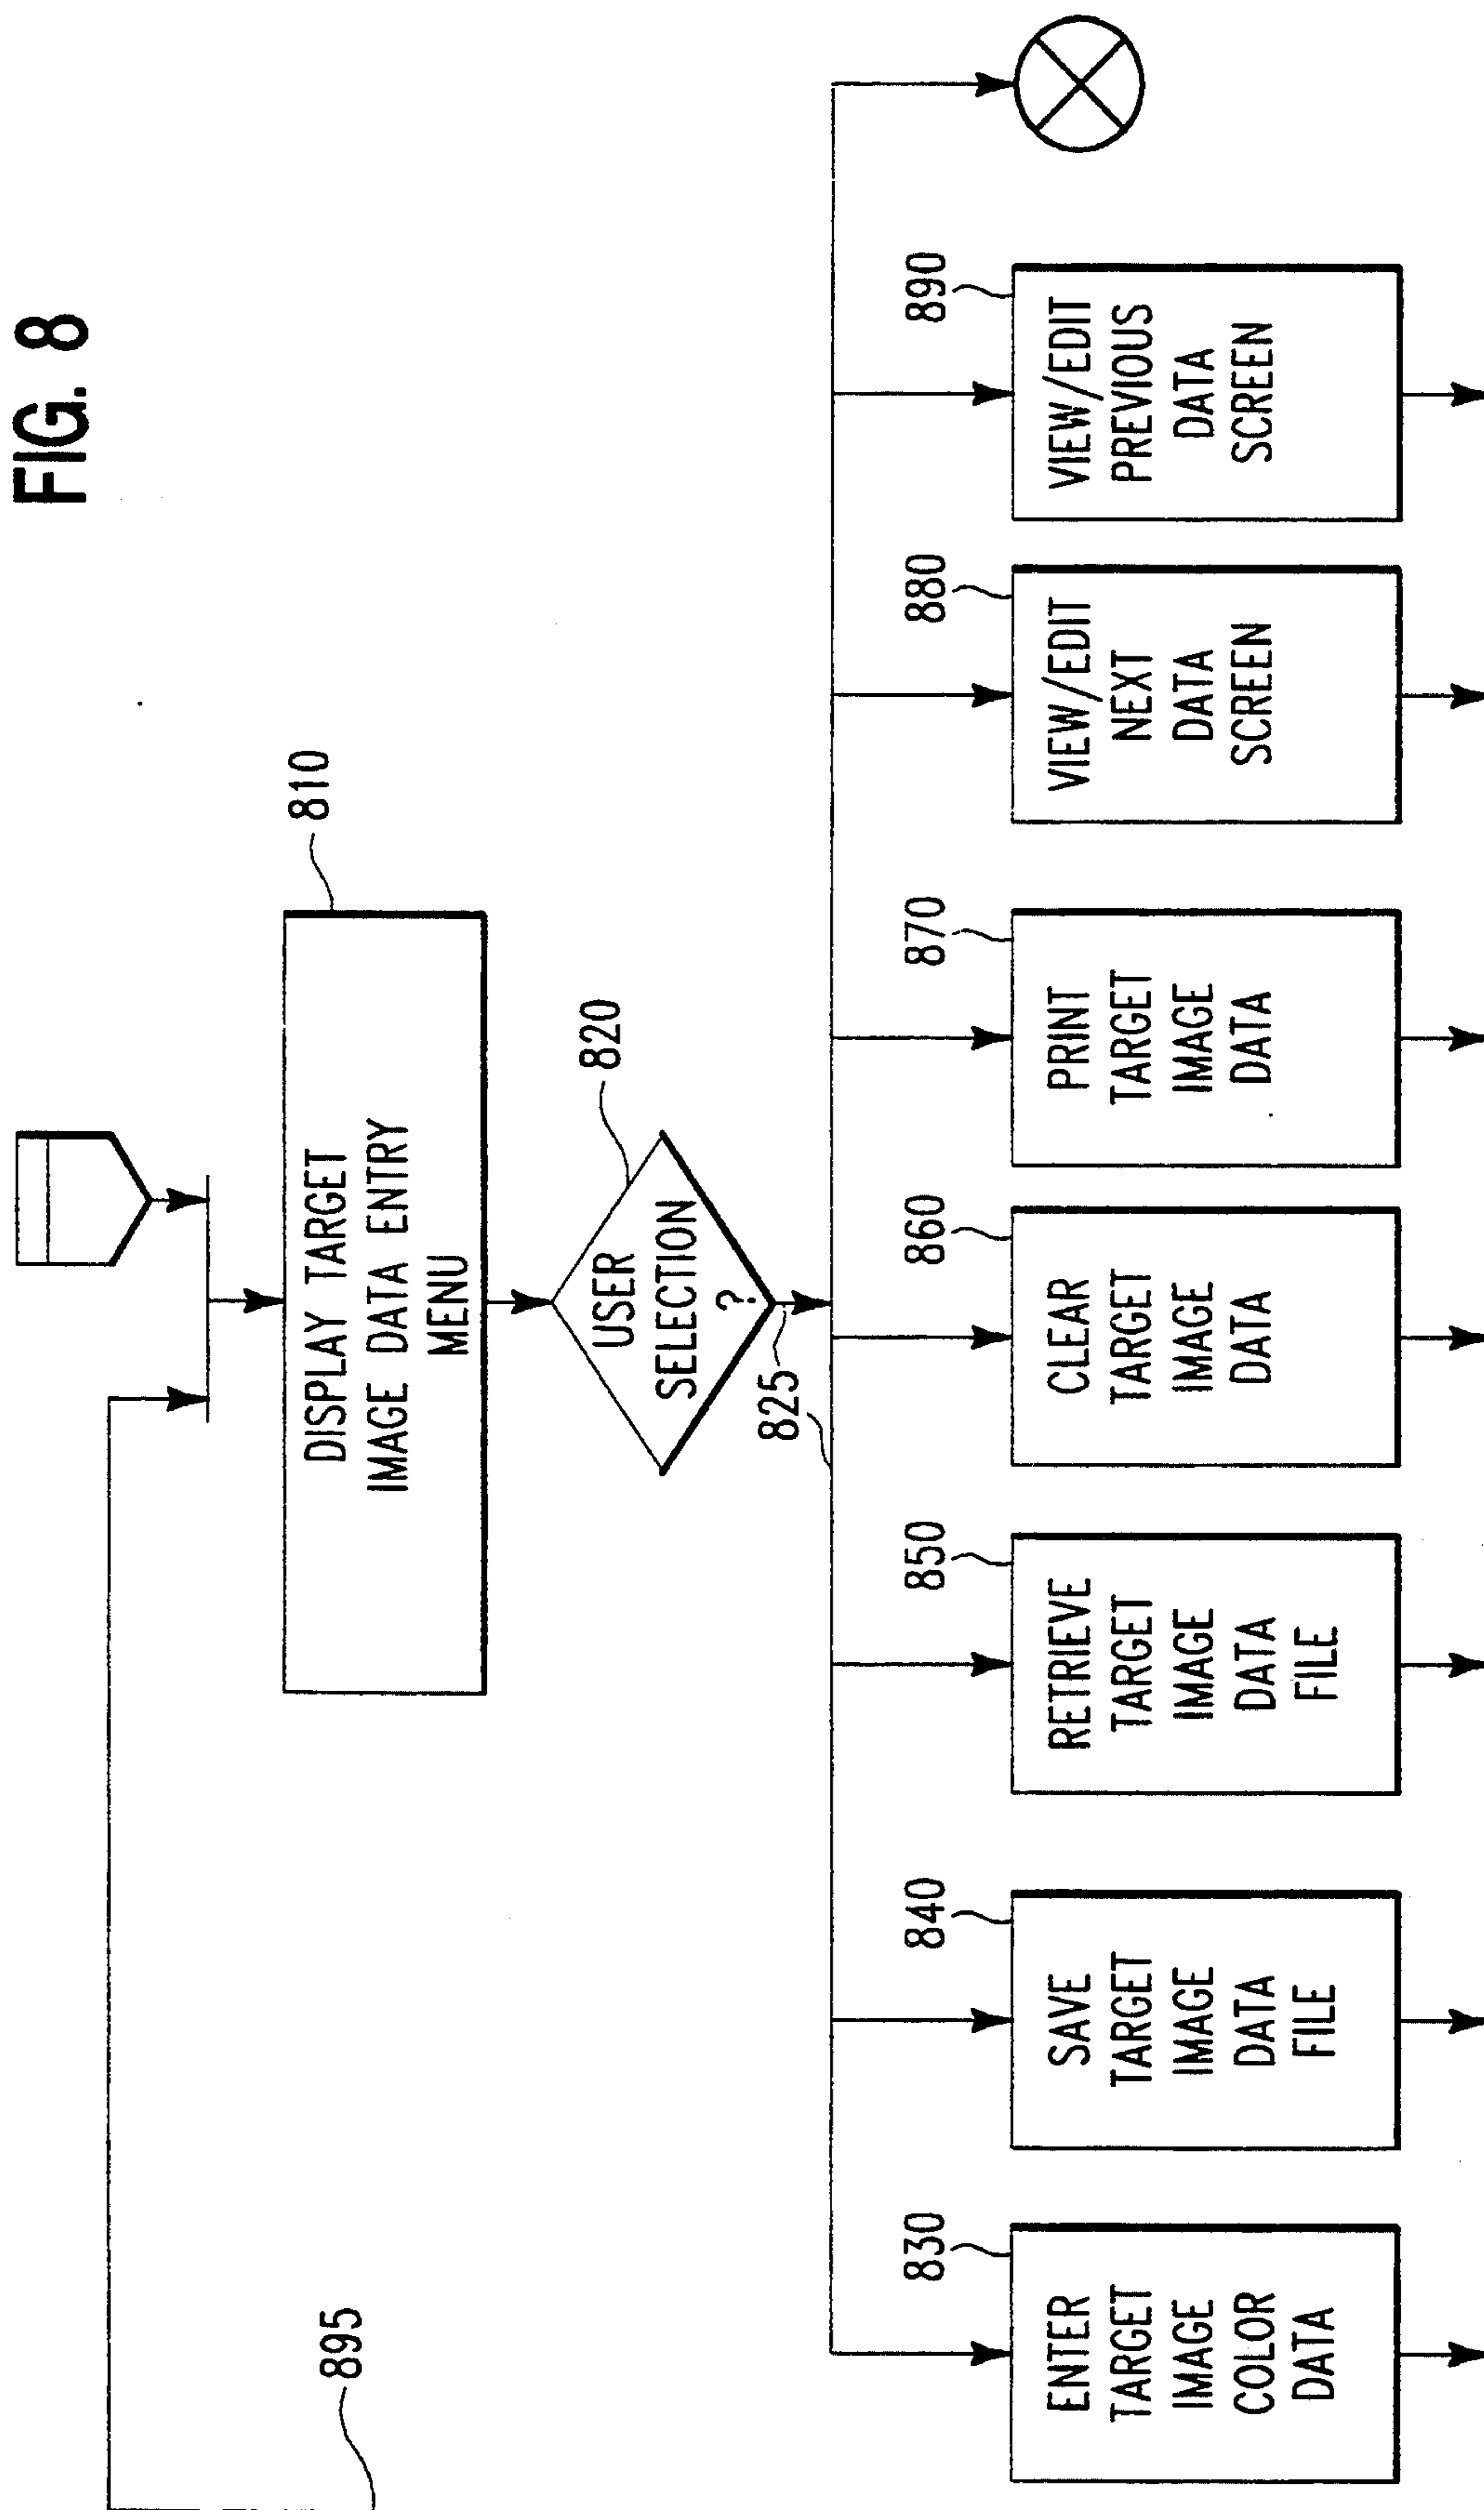 FIG. 8
810
DISPLAY TARGET
IMAGE DATA ENTRY
MENU
820
USER
SELECTION
?
825
895
830
ENTER
TARGET
IMAGE
COLOR
DATA
840
SAVE
TARGET
IMAGE
DATA
FILE
850
RETRIEVE
TARGET
IMAGE
DATA
FILE
860
CLEAR
TARGET
IMAGE
DATA
870
PRINT
TARGET
IMAGE
DATA
880
VIEW/EDIT
NEXT
DATA
SCREEN
890
VIEW/EDIT
PREVIOUS
DATA
SCREEN